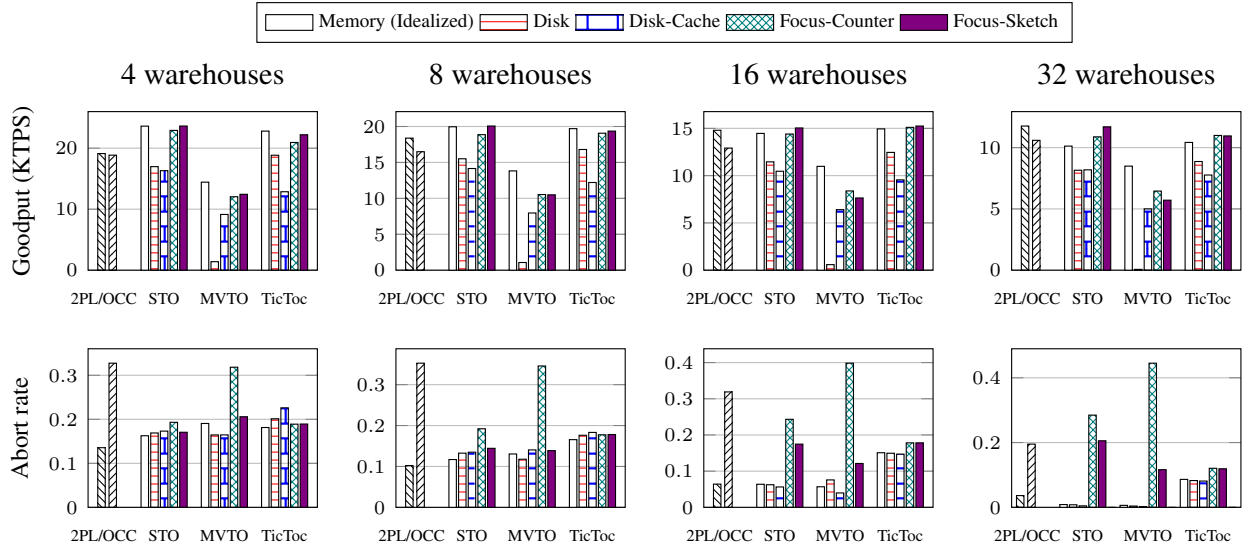 Memory (Idealized) Disk Disk-Cache Focus-Counter Focus-Sketch
4 warehouses 8 warehouses 16 warehouses 32 warehouses
Goodput (KTPS)
20
10
0
2PL/OCC STO MVTO TicToc
20
15
10
5
0
2PL/OCC STO MVTO TicToc
15
10
5
0
2PL/OCC STO MVTO TicToc
10
5
0
2PL/OCC STO MVTO TicToc
Abort rate
0.3
0.2
0.1
0
2PL/OCC STO MVTO TicToc
0.3
0.2
0.1
0
2PL/OCC STO MVTO TicToc
0.4
0.3
0.2
0.1
0
2PL/OCC STO MVTO TicToc
0.4
0.2
0
2PL/OCC STO MVTO TicToc